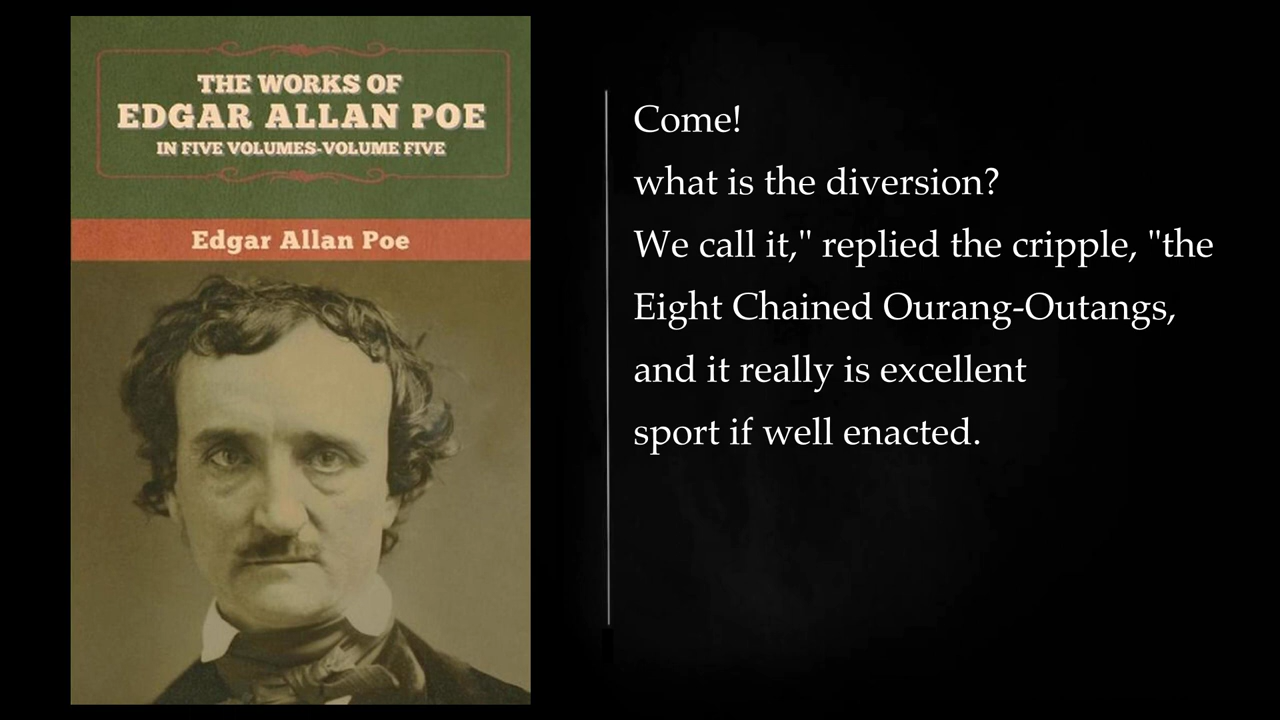 THE WORKS OF
EDGAR ALLAN POE
IN FIVE VOLUMES-VOLUME FIVE
Edgar Allan Poe
Come!
what is the diversion?
We call it," replied the cripple, "the
Eight Chained Ourang-Outangs,
and it really is excellent
sport if well enacted.